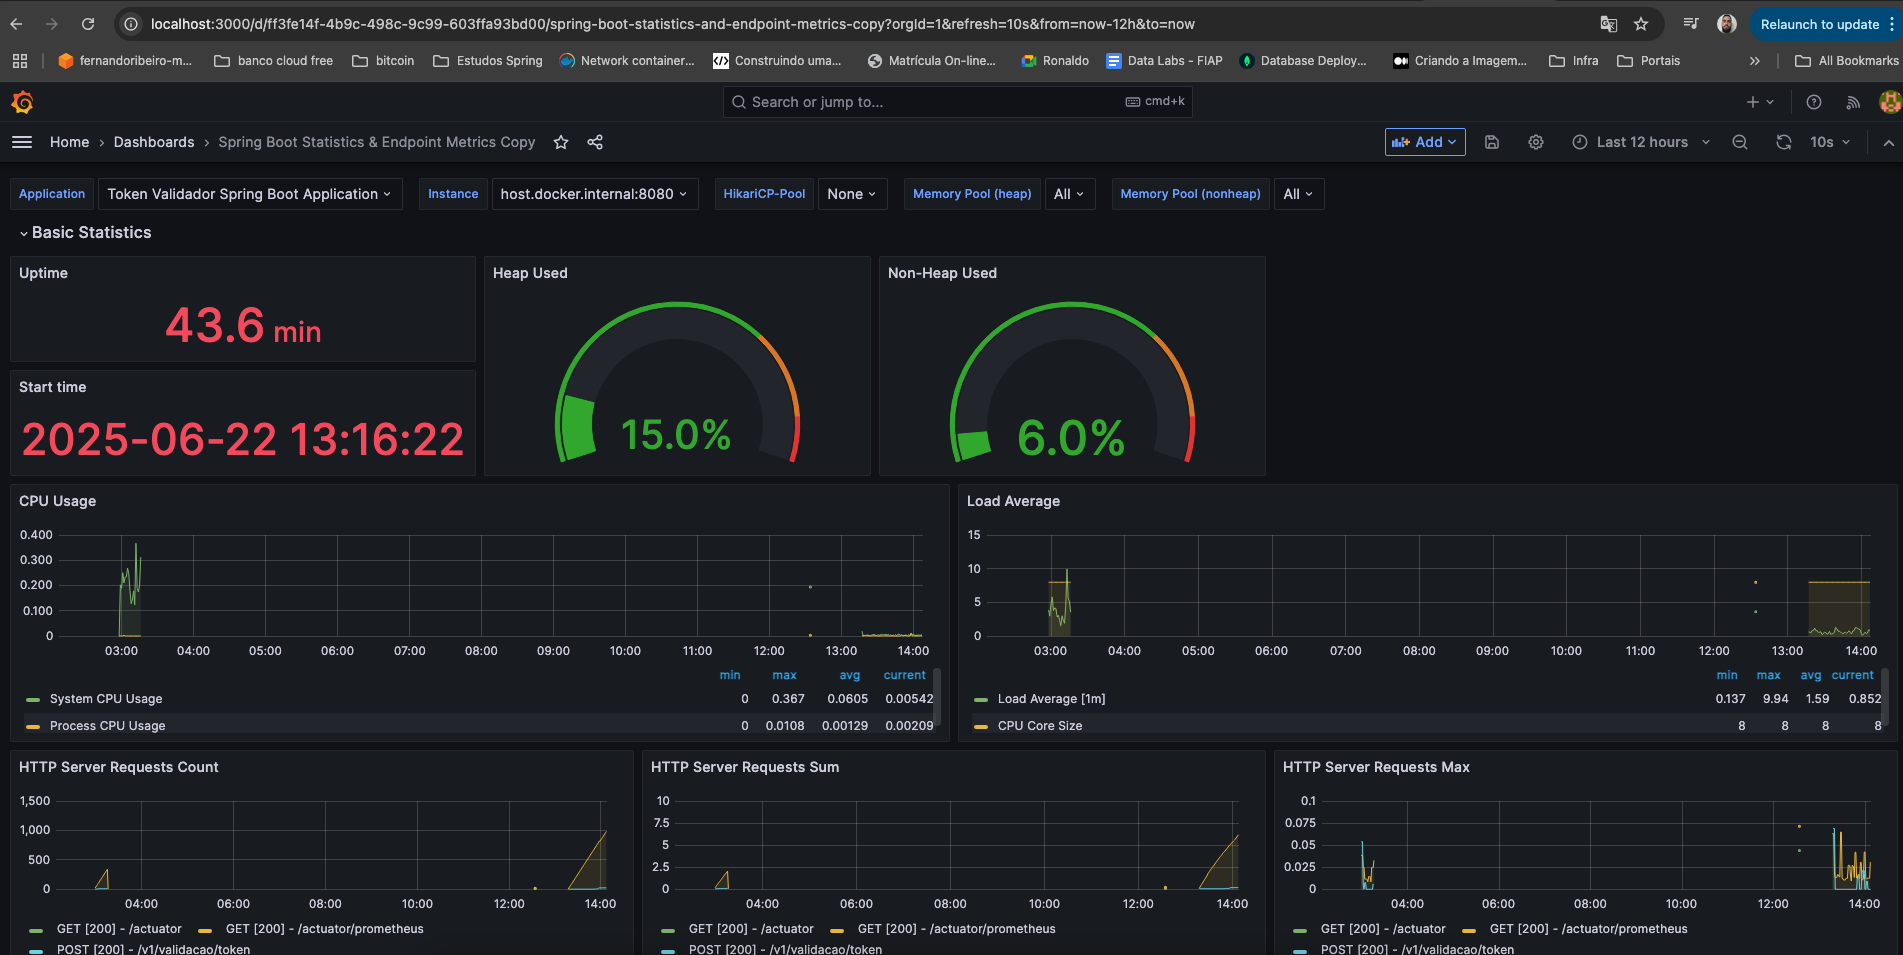 localhost:3000/d/ff3fe14f-4b9c-498c-9c99-603ffa93bd00/spring-boot-statistics-and-endpoint-metrics-copy?orgId=1&refresh=10s&from=now-12h&to=now Relaunch to update
fernandoribeiro-m... banco cloud free bitcoin Estudos Spring Network container... Construindo uma... Matrícula On-line... Ronaldo Data Labs - FIAP Database Deploy... Criando a Imagem... Infra Portais » All Bookmarks
Search or jump to... cmd+k
Home › Dashboards › Spring Boot Statistics & Endpoint Metrics Copy Add Last 12 hours 10s
Application Token Validador Spring Boot Application Instance host.docker.internal:8080 HikariCP-Pool None Memory Pool (heap) All Memory Pool (nonheap) All
Basic Statistics
Uptime
43.6 min
Start time
2025-06-22 13:16:22
Heap Used
15.0%
Non-Heap Used
6.0%
CPU Usage
0.400
0.300
0.200
0.100
0
03:00 04:00 05:00 06:00 07:00 08:00 09:00 10:00 11:00 12:00 13:00 14:00
min max avg current
System CPU Usage 0 0.367 0.0605 0.00542
Process CPU Usage 0 0.0108 0.00129 0.00209
Load Average
15
10
5
0
03:00 04:00 05:00 06:00 07:00 08:00 09:00 10:00 11:00 12:00 13:00 14:00
min max avg current
Load Average [1m] 0.137 9.94 1.59 0.852
CPU Core Size 8 8 8 8
HTTP Server Requests Count
1,500
1,000
500
0
04:00 06:00 08:00 10:00 12:00 14:00
GET [200] - /actuator GET [200] - /actuator/prometheus
POST [200] - /v1/validacao/token
HTTP Server Requests Sum
10
7.5
5
2.5
0
04:00 06:00 08:00 10:00 12:00 14:00
GET [200] - /actuator GET [200] - /actuator/prometheus
POST [200] - /v1/validacao/token
HTTP Server Requests Max
0.1
0.075
0.05
0.025
0
04:00 06:00 08:00 10:00 12:00 14:00
GET [200] - /actuator GET [200] - /actuator/prometheus
POST [200] - /v1/validacao/token